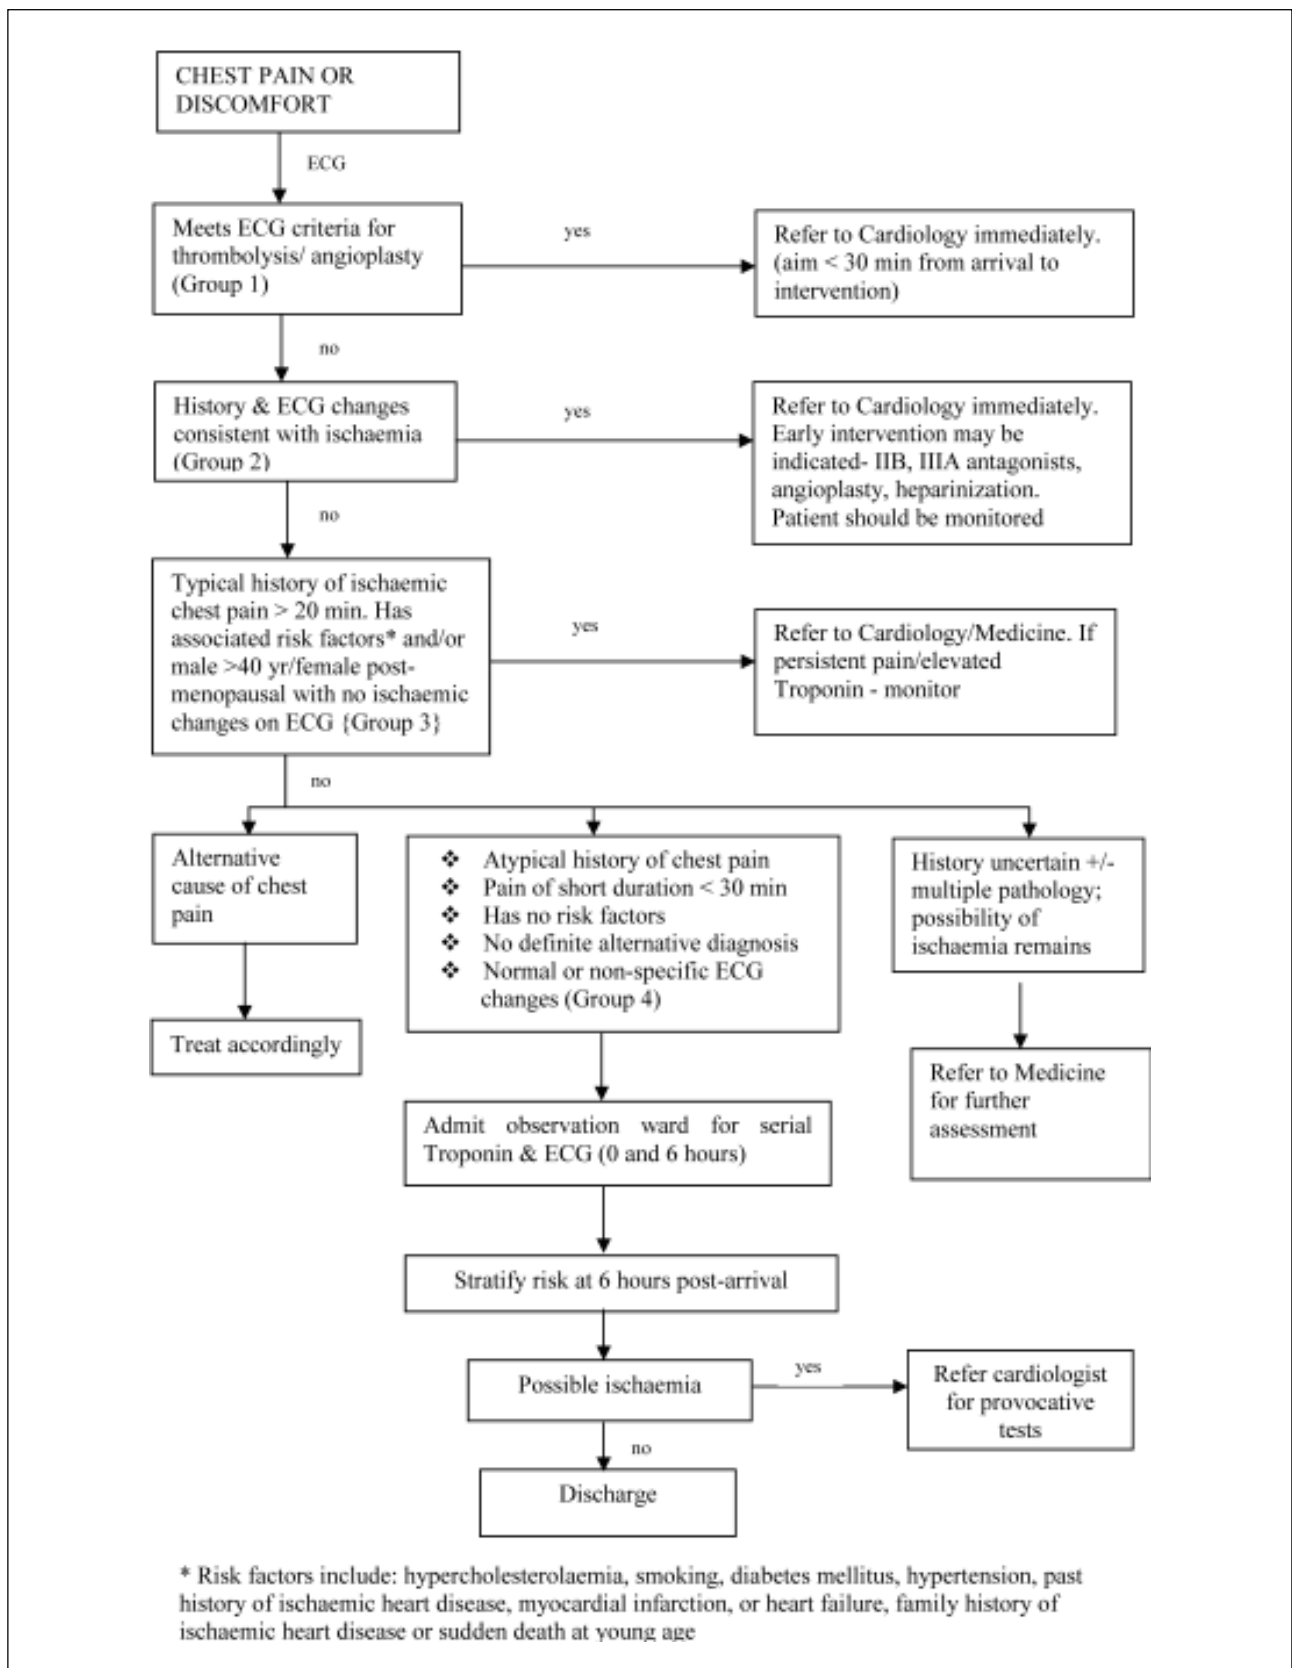 CHEST PAIN OR
DISCOMFORT
ECG
Meets ECG criteria for
thrombolysis/ angioplasty
(Group 1)
yes
Refer to Cardiology immediately.
(aim < 30 min from arrival to
intervention)
no
History & ECG changes
consistent with ischaemia
(Group 2)
yes
Refer to Cardiology immediately.
Early intervention may be
indicated- IIB, IIIA antagonists,
angioplasty, heparinization.
Patient should be monitored
no
Typical history of ischaemic
chest pain > 20 min. Has
associated risk factors* and/or
male >40 yr/female post-
menopausal with no ischaemic
changes on ECG {Group 3}
yes
Refer to Cardiology/Medicine. If
persistent pain/elevated
Troponin - monitor
no
Alternative
cause of chest
pain
❖ Atypical history of chest pain
❖ Pain of short duration < 30 min
❖ Has no risk factors
❖ No definite alternative diagnosis
❖ Normal or non-specific ECG
changes (Group 4)
History uncertain +/-
multiple pathology;
possibility of
ischaemia remains
Treat accordingly
Refer to Medicine
for further
assessment
Admit observation ward for serial
Troponin & ECG (0 and 6 hours)
Stratify risk at 6 hours post-arrival
Possible ischaemia
yes
Refer cardiologist
for provocative
tests
no
Discharge
* Risk factors include: hypercholesterolaemia, smoking, diabetes mellitus, hypertension, past
history of ischaemic heart disease, myocardial infarction, or heart failure, family history of
ischaemic heart disease or sudden death at young age